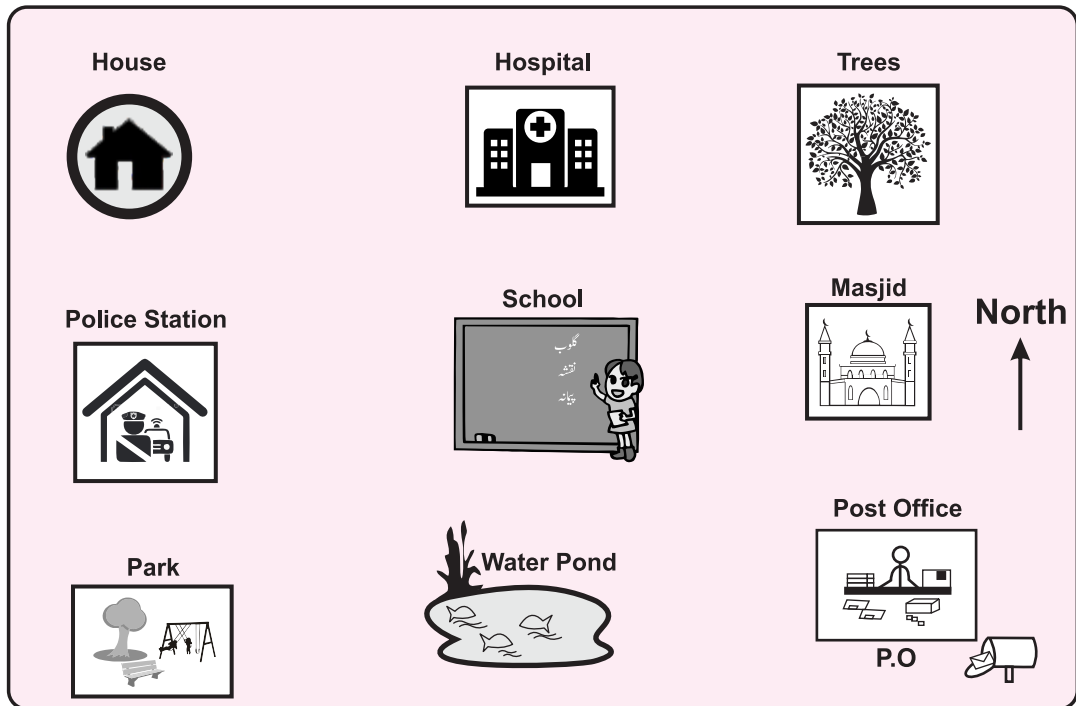 House
Hospital
Trees
Police Station
School
گلوب
نقشہ
پیمانہ
Masjid
North
Park
Water Pond
Post Office
P.O